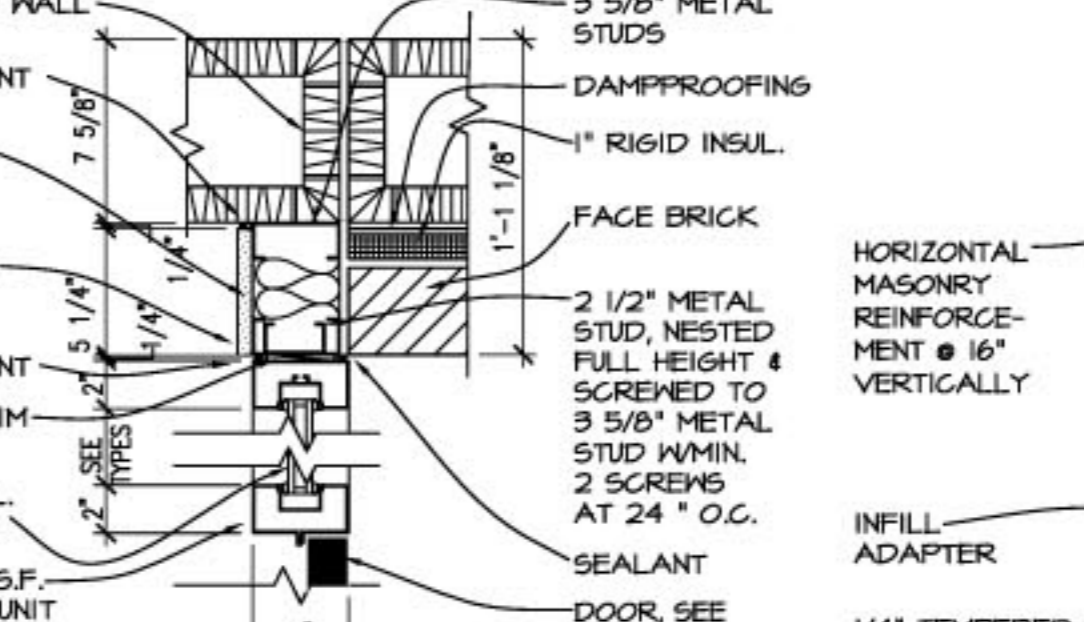 WALL
3 5/8" METAL
STUDS
DAMPPROOFING
1" RIGID INSUL.
7 5/8"
1'-1 1/8"
FACE BRICK
1/4"
5 1/4"
1/4"
2"
2 1/2" METAL
STUD, NESTED
FULL HEIGHT &
SCREWED TO
3 5/8" METAL
STUD W/MIN.
2 SCREWS
AT 24 " O.C.
SEE
TYPES
2"
S.F.
UNIT
SEALANT
DOOR, SEE
HORIZONTAL
MASONRY
REINFORCE-
MENT @ 16"
VERTICALLY
INFILL
ADAPTER